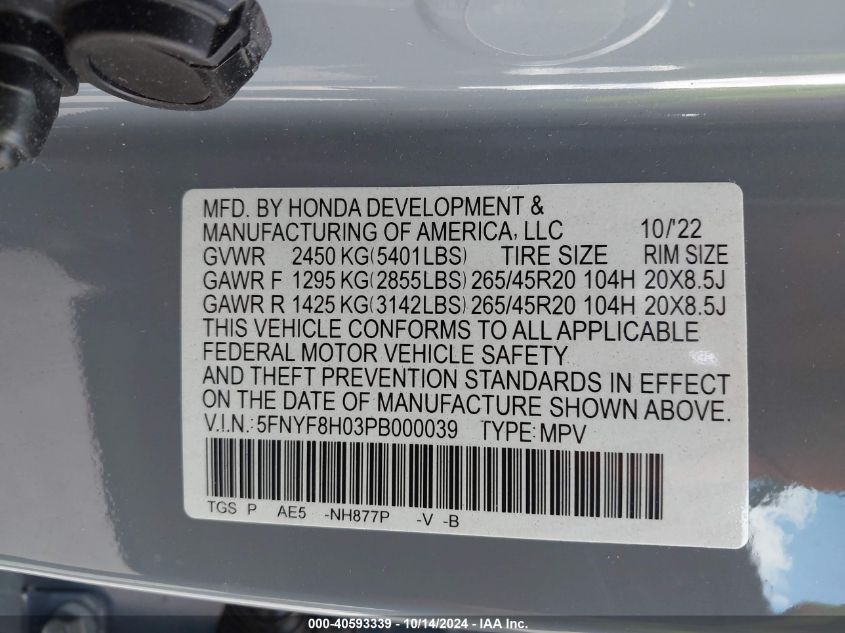 MFD. BY HONDA DEVELOPMENT &
MANUFACTURING OF AMERICA, LLC 10/'22
GVWR 2450 KG(5401LBS) TIRE SIZE RIM SIZE
GAWR F 1295 KG(2855LBS) 265/45R20 104H 20X8.5J
GAWR R 1425 KG(3142LBS) 265/45R20 104H 20X8.5J
THIS VEHICLE CONFORMS TO ALL APPLICABLE
FEDERAL MOTOR VEHICLE SAFETY
AND THEFT PREVENTION STANDARDS IN EFFECT
ON THE DATE OF MANUFACTURE SHOWN ABOVE.
V.I.N.: 5FNYF8H03PB000039 TYPE: MPV
TGS P AE5 -NH877P -V -B
000-40593339 - 10/14/2024 - IAA Inc.